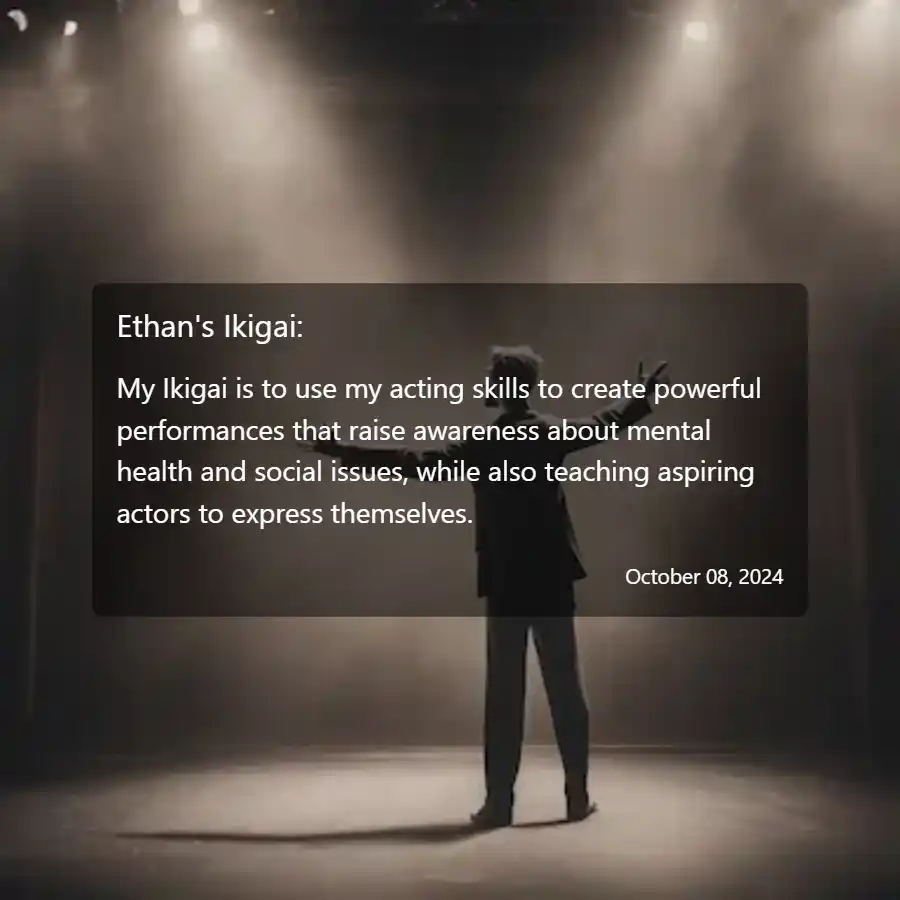 Ethan's Ikigai:
My Ikigai is to use my acting skills to create powerful
performances that raise awareness about mental
health and social issues, while also teaching aspiring
actors to express themselves.
October 08, 2024